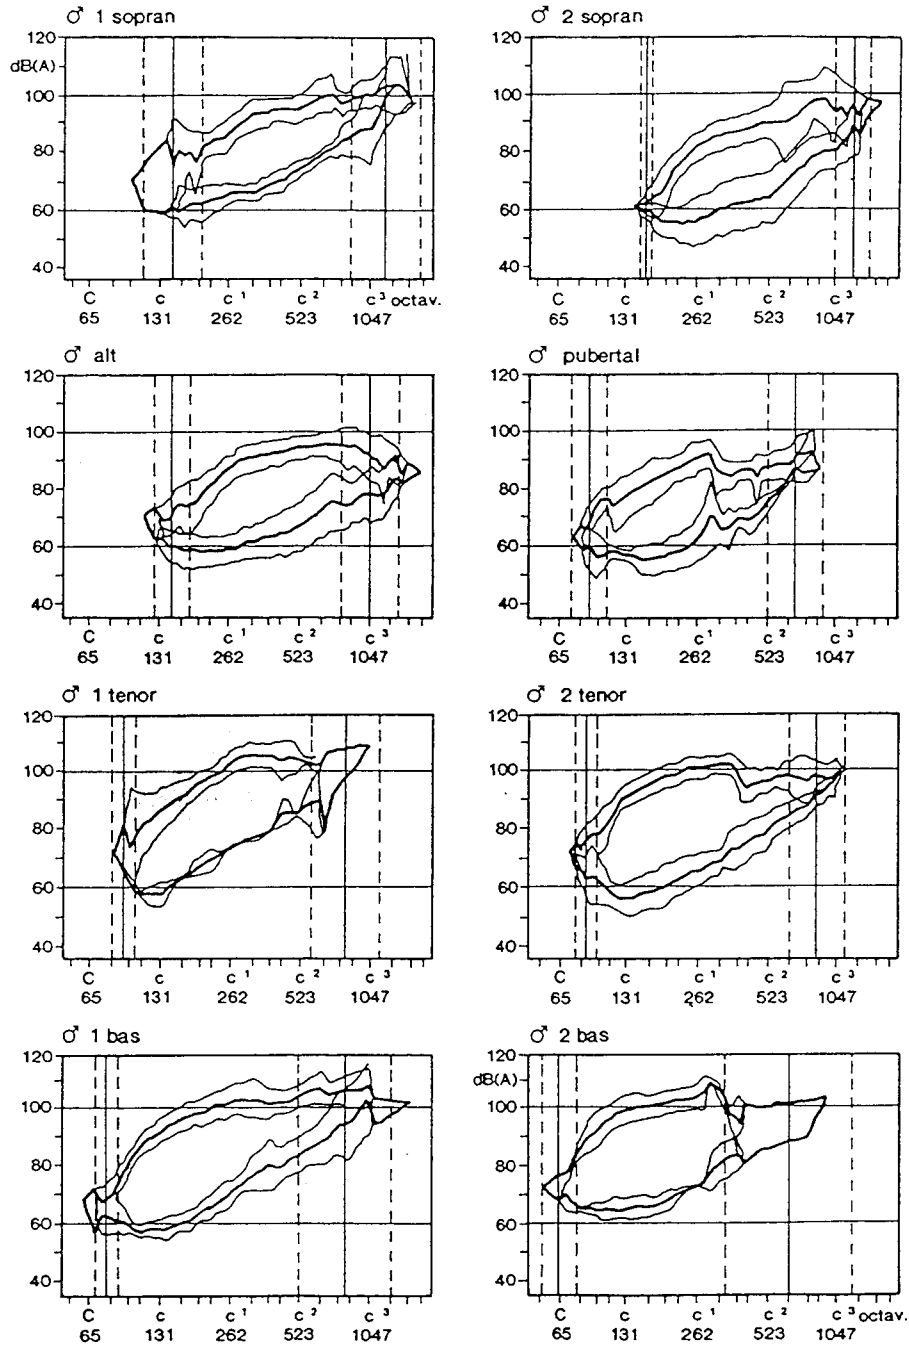 ♂ 1 sopran
120
dB(A)
100
80
60
40
C c c¹ c² c³ octav.
65 131 262 523 1047
♂ 2 sopran
120
100
80
60
40
C c c¹ c² c³
65 131 262 523 1047
♂ alt
120
100
80
60
40
C c c¹ c² c³
65 131 262 523 1047
♂ pubertal
120
100
80
60
40
C c c¹ c² c³
65 131 262 523 1047
♂ 1 tenor
120
100
80
60
40
C c c¹ c² c³
65 131 262 523 1047
♂ 2 tenor
120
100
80
60
40
C c c¹ c² c³
65 131 262 523 1047
♂ 1 bas
120
100
80
60
40
C c c¹ c² c³
65 131 262 523 1047
♂ 2 bas
120
dB(A)
100
80
60
40
C c c¹ c² c³ octav.
65 131 262 523 1047